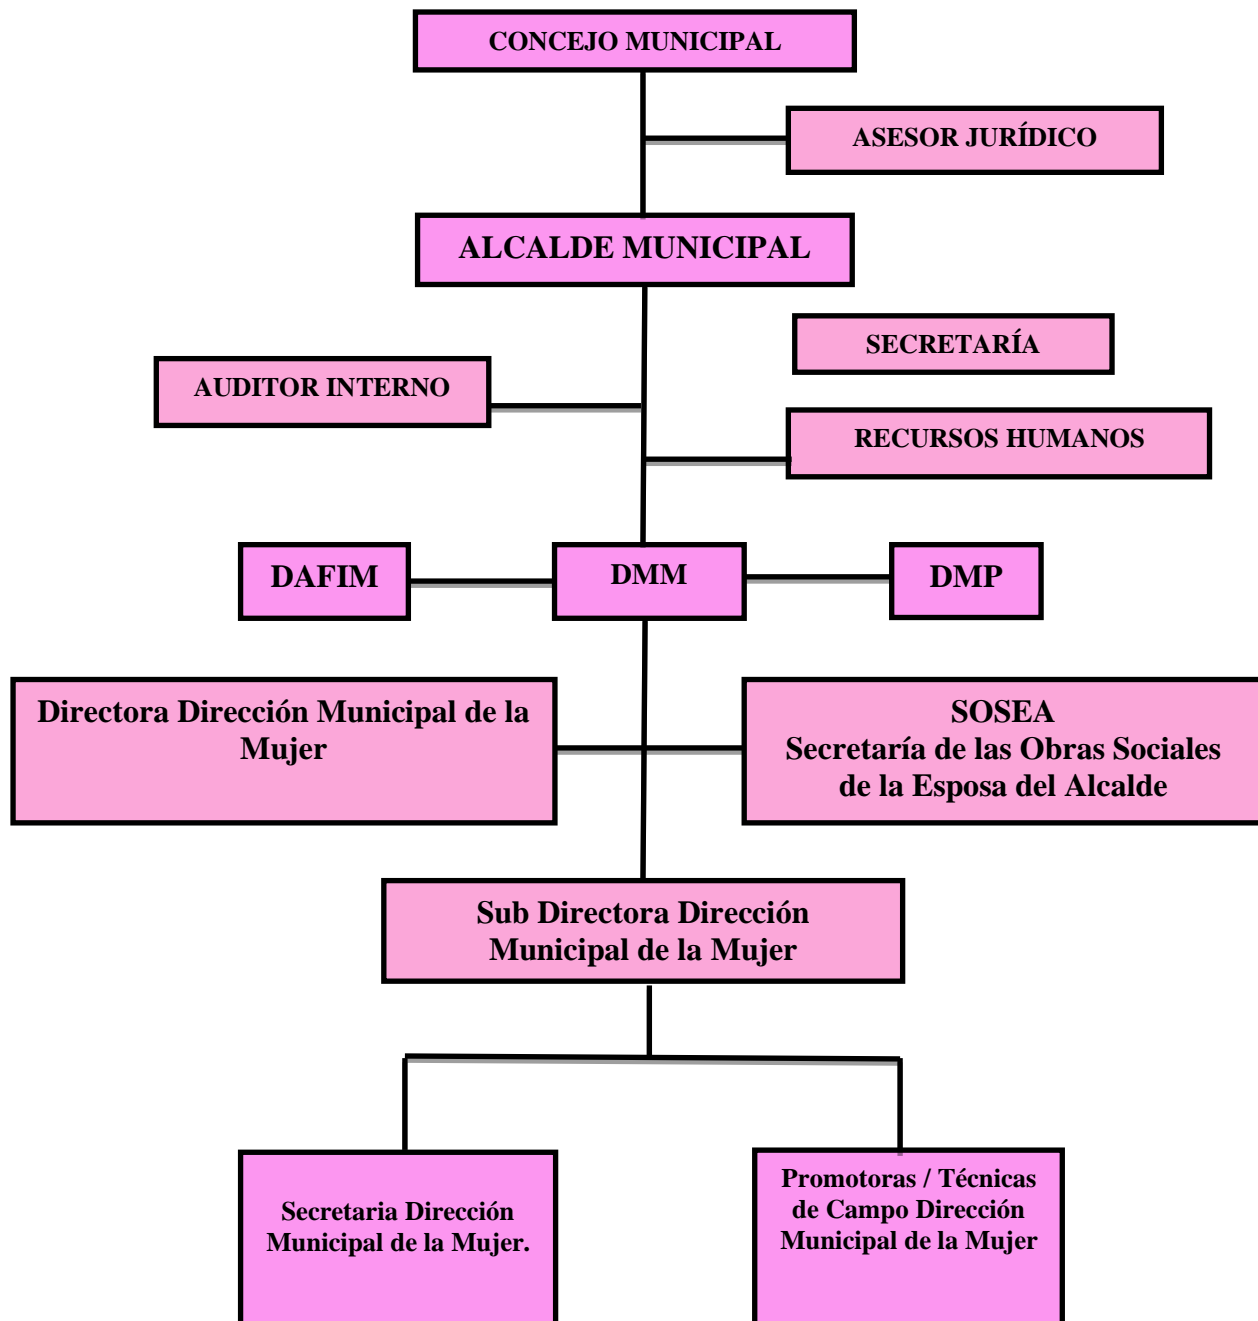 CONCEJO MUNICIPAL
ASESOR JURÍDICO
ALCALDE MUNICIPAL
SECRETARÍA
AUDITOR INTERNO
RECURSOS HUMANOS
DAFIM
DMM
DMP
Directora Dirección Municipal de la
Mujer
SOSEA
Secretaría de las Obras Sociales
de la Esposa del Alcalde
Sub Directora Dirección
Municipal de la Mujer
Secretaria Dirección
Municipal de la Mujer.
Promotoras / Técnicas
de Campo Dirección
Municipal de la Mujer